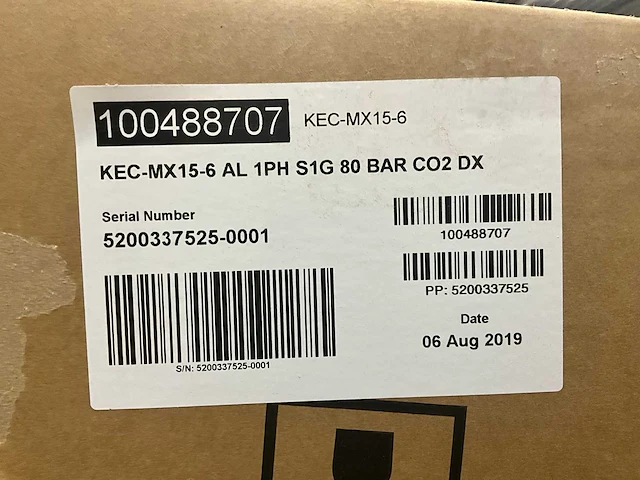 100488707 KEC-MX15-6
KEC-MX15-6 AL 1PH S1G 80 BAR CO2 DX
Serial Number
5200337525-0001
S/N: 5200337525-0001
100488707
PP: 5200337525
Date
06 Aug 2019